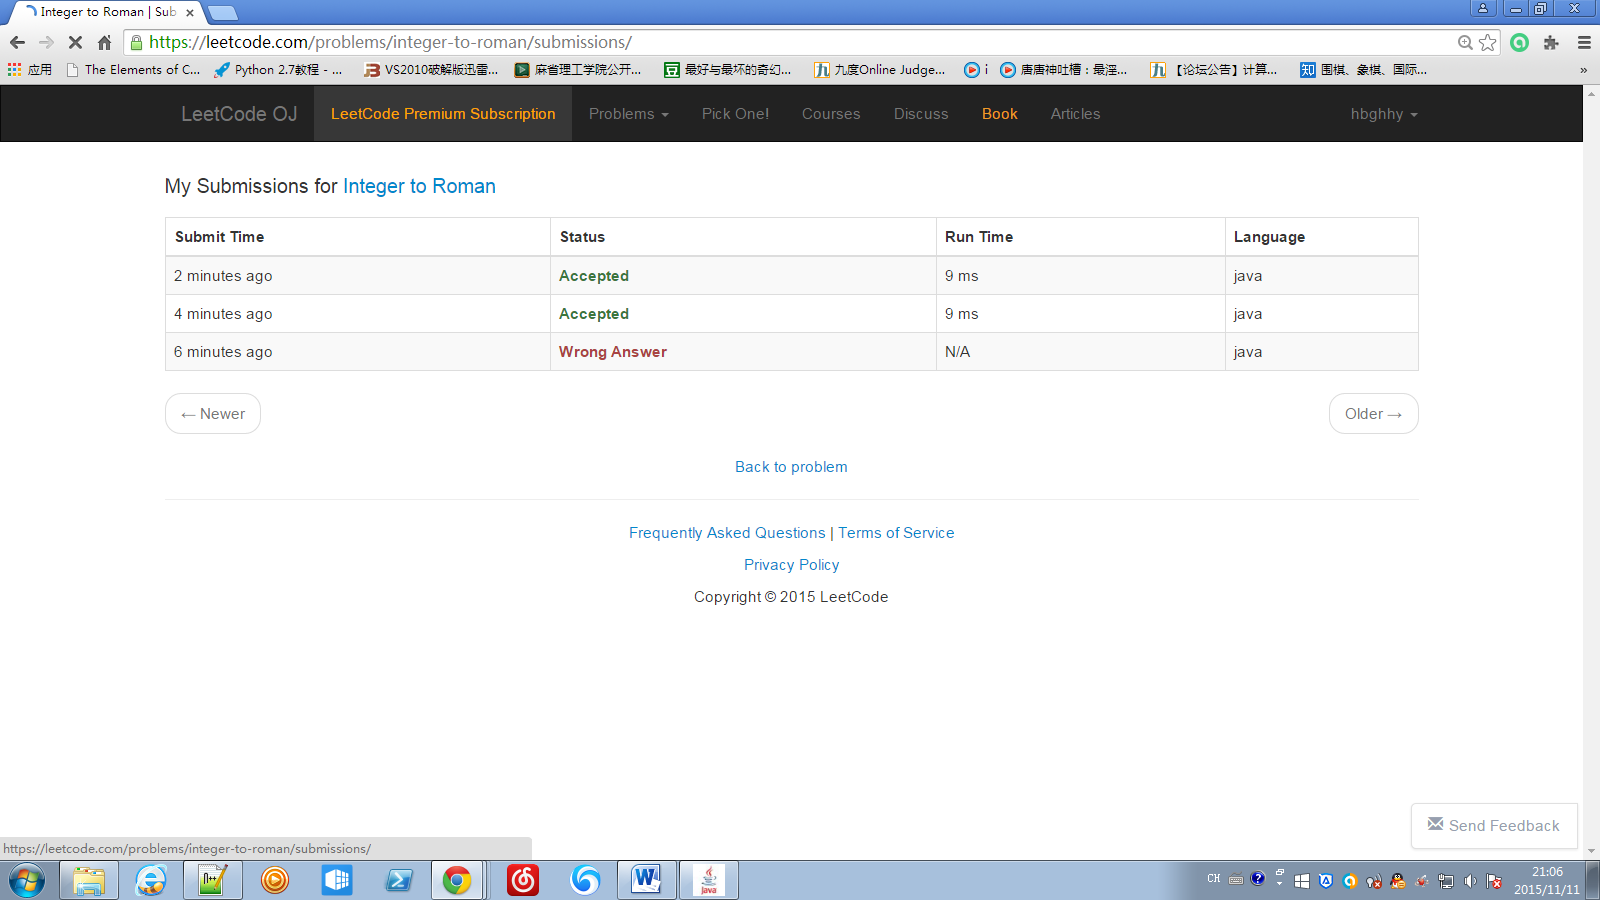 Integer to Roman | Sub
https://leetcode.com/problems/integer-to-roman/submissions/
应用 The Elements of C... Python 2.7教程 - ... VS2010破解版迅雷... 麻省理工学院公开... 最好与最坏的奇幻... 九度Online Judge... i 唐唐神吐槽：最淫... 【论坛公告】计算... 围棋、象棋、国际... »
LeetCode OJ LeetCode Premium Subscription Problems Pick One! Courses Discuss Book Articles hbghhy
My Submissions for Integer to Roman
Submit Time Status Run Time Language
2 minutes ago Accepted 9 ms java
4 minutes ago Accepted 9 ms java
6 minutes ago Wrong Answer N/A java
← Newer Older →
Back to problem
Frequently Asked Questions | Terms of Service
Privacy Policy
Copyright © 2015 LeetCode
Send Feedback
https://leetcode.com/problems/integer-to-roman/submissions/
CH 21:06
2015/11/11